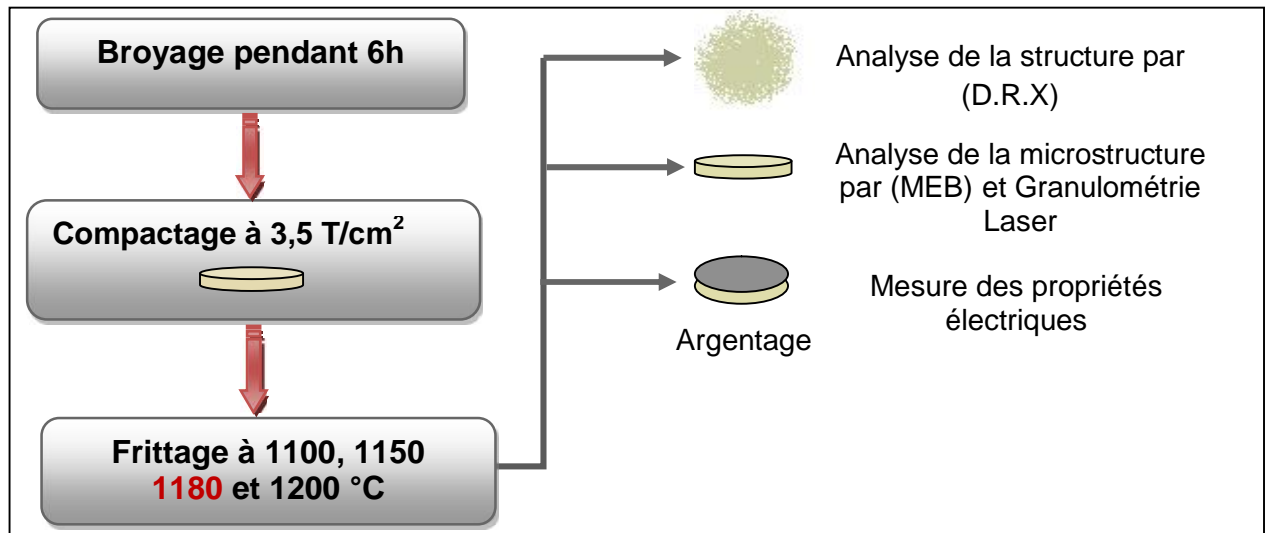 Broyage pendant 6h
Compactage à 3,5 T/cm²
Frittage à 1100, 1150
1180 et 1200 °C
Analyse de la structure par
(D.R.X)
Analyse de la microstructure
par (MEB) et Granulométrie
Laser
Mesure des propriétés
électriques
Argentage